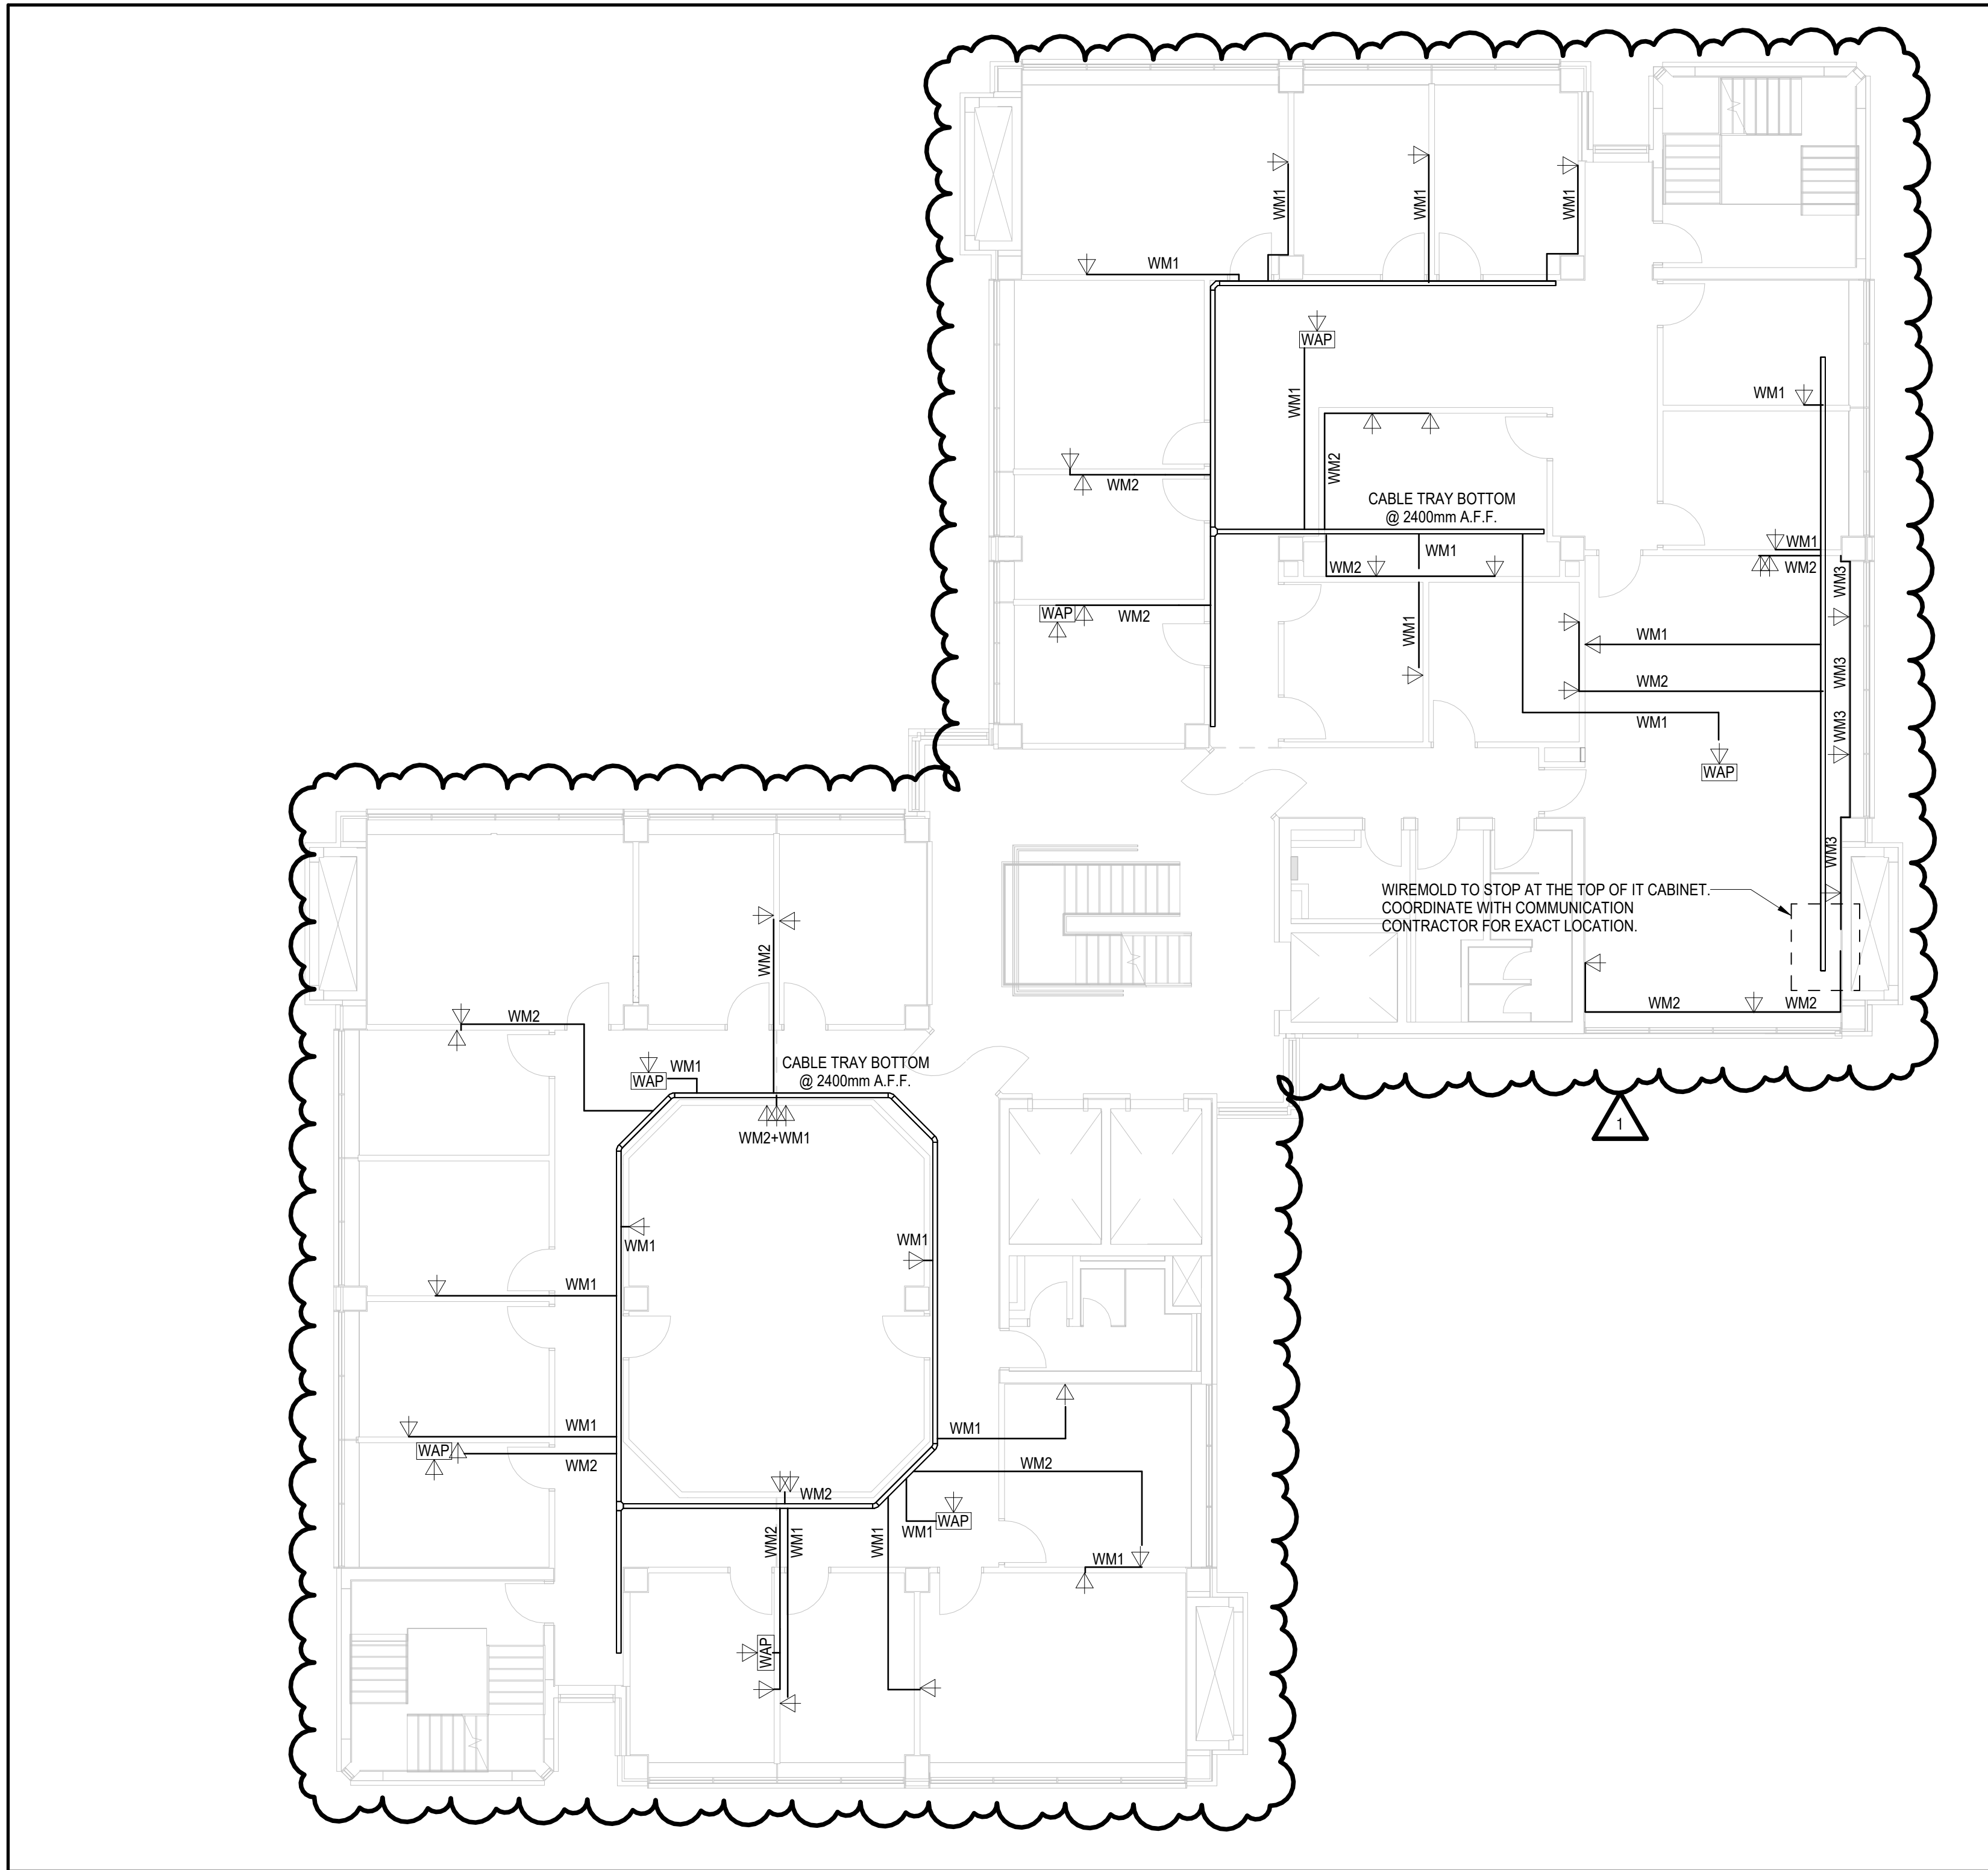 WM1
WM1
WM1
WM1
WAP
WM1
WM1
WM2
WM2
CABLE TRAY BOTTOM
@ 2400mm A.F.F.
WM1
WM1
WM2
WM2
WM3
WAP
WM2
WM1
WM1
WM2
WM3
WM1
WM3
WAP
WM3
WIREMOLD TO STOP AT THE TOP OF IT CABINET.
COORDINATE WITH COMMUNICATION
CONTRACTOR FOR EXACT LOCATION.
WM2
WM2
1
WM2
WM2
WM1
WAP
CABLE TRAY BOTTOM
@ 2400mm A.F.F.
WM2+WM1
WM1
WM1
WM1
WM1
WM1
WAP
WM2
WM2
WM2
WAP
WM1
WM2
WM1
WM1
WM1
WAP